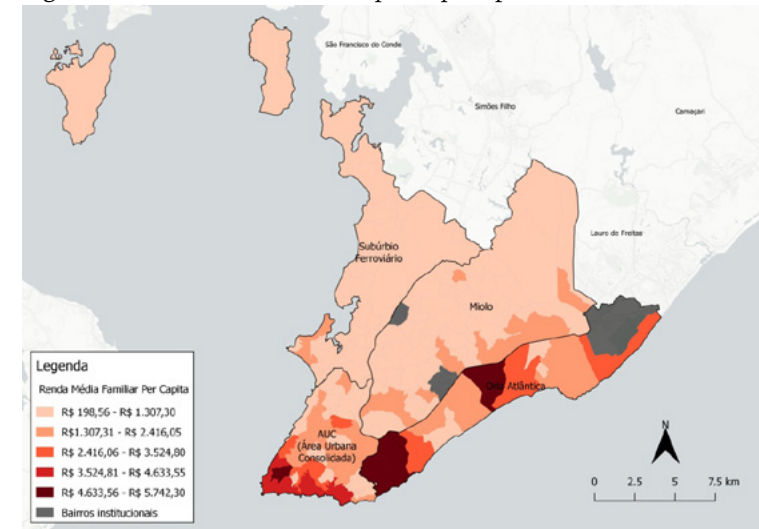 São Francisco do Conde
Simões Filho
Camaçari
Lauro de Freitas
Subúrbio
Ferroviário
Miolo
Orla Atlântica
AUC
(Área Urbana
Consolidada)
Legenda
Renda Média Familiar Per Capita
R$ 198,56 - R$ 1.307,30
R$1.307,31 - R$ 2.416,05
R$ 2.416,06 - R$ 3.524,80
R$ 3.524,81 - R$ 4.633,55
R$ 4.633,56 - R$ 5.742,30
Bairros institucionais
N
0 2.5 5 7.5 km